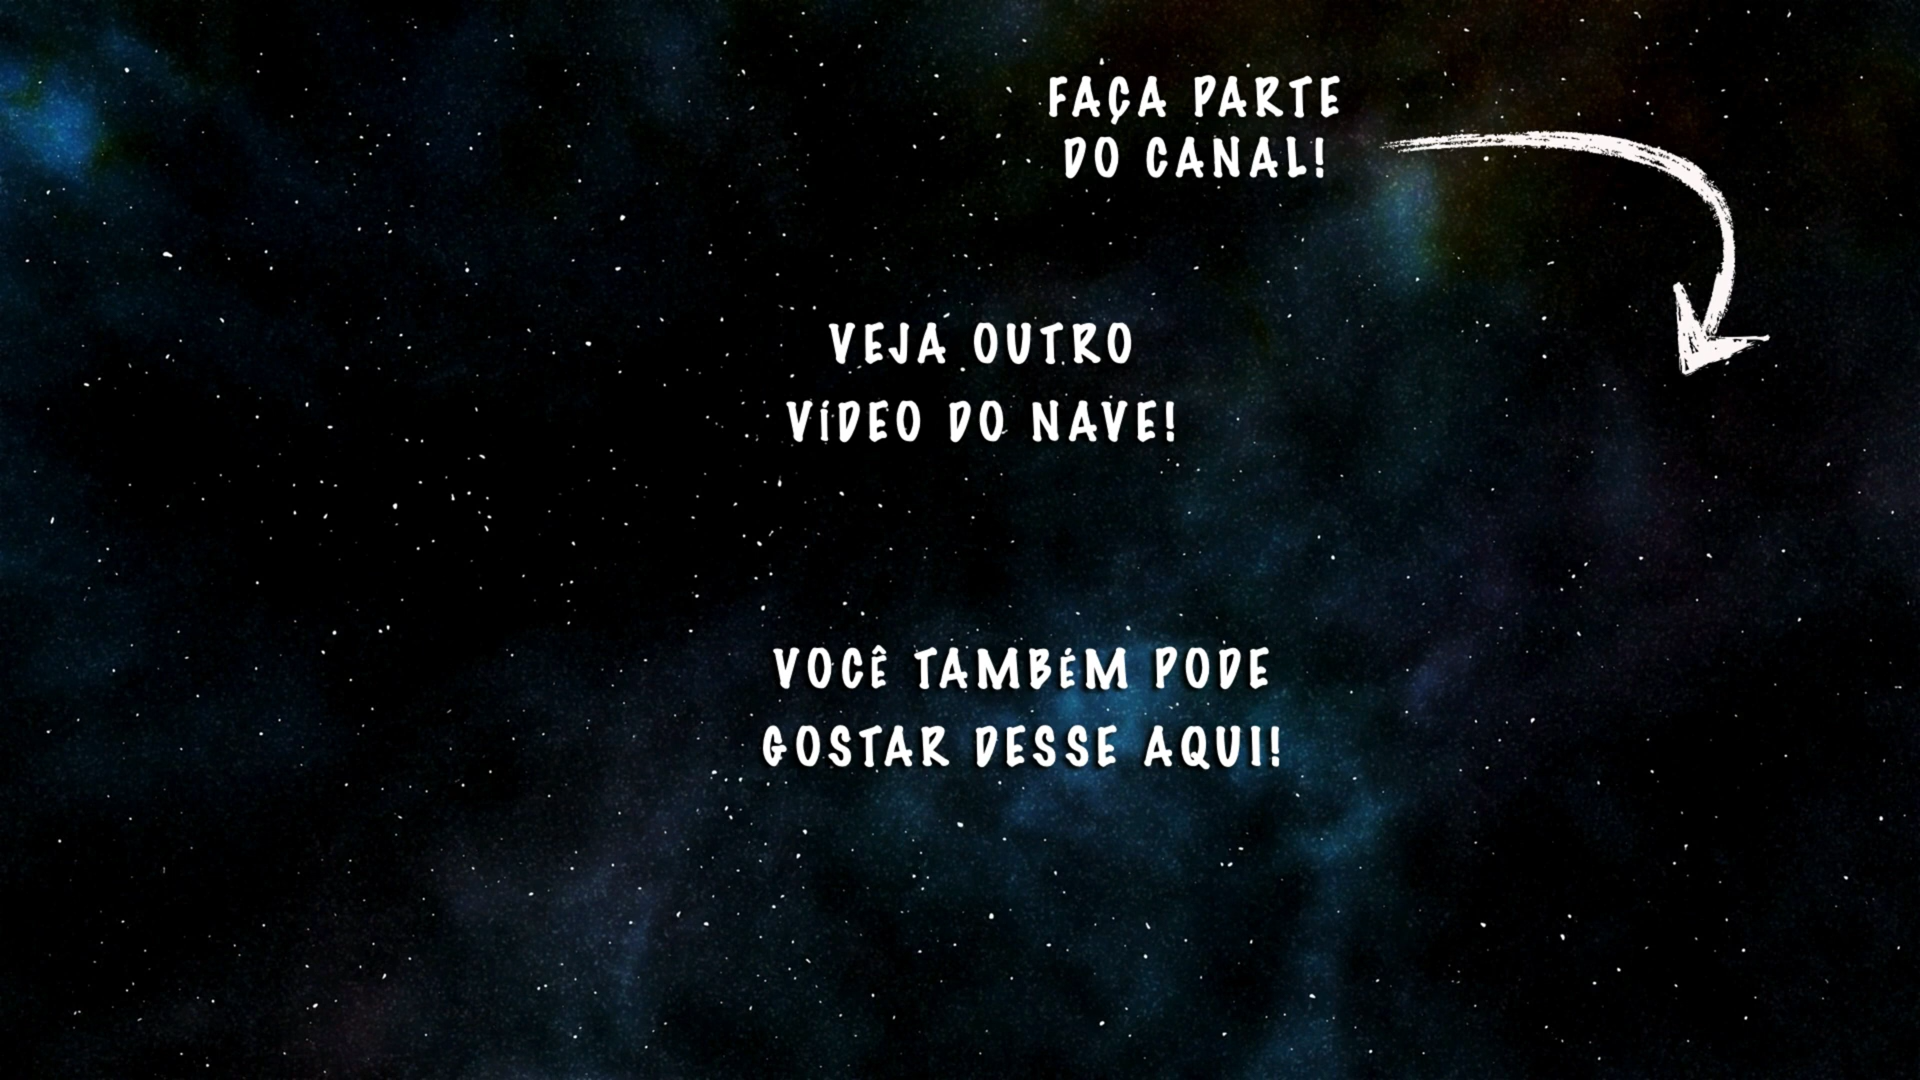 FAÇA PARTE
DO CANAL!
VEJA OUTRO
VÍDEO DO NAVE!
VOCÊ TAMBÉM PODE
GOSTAR DESSE AQUI!